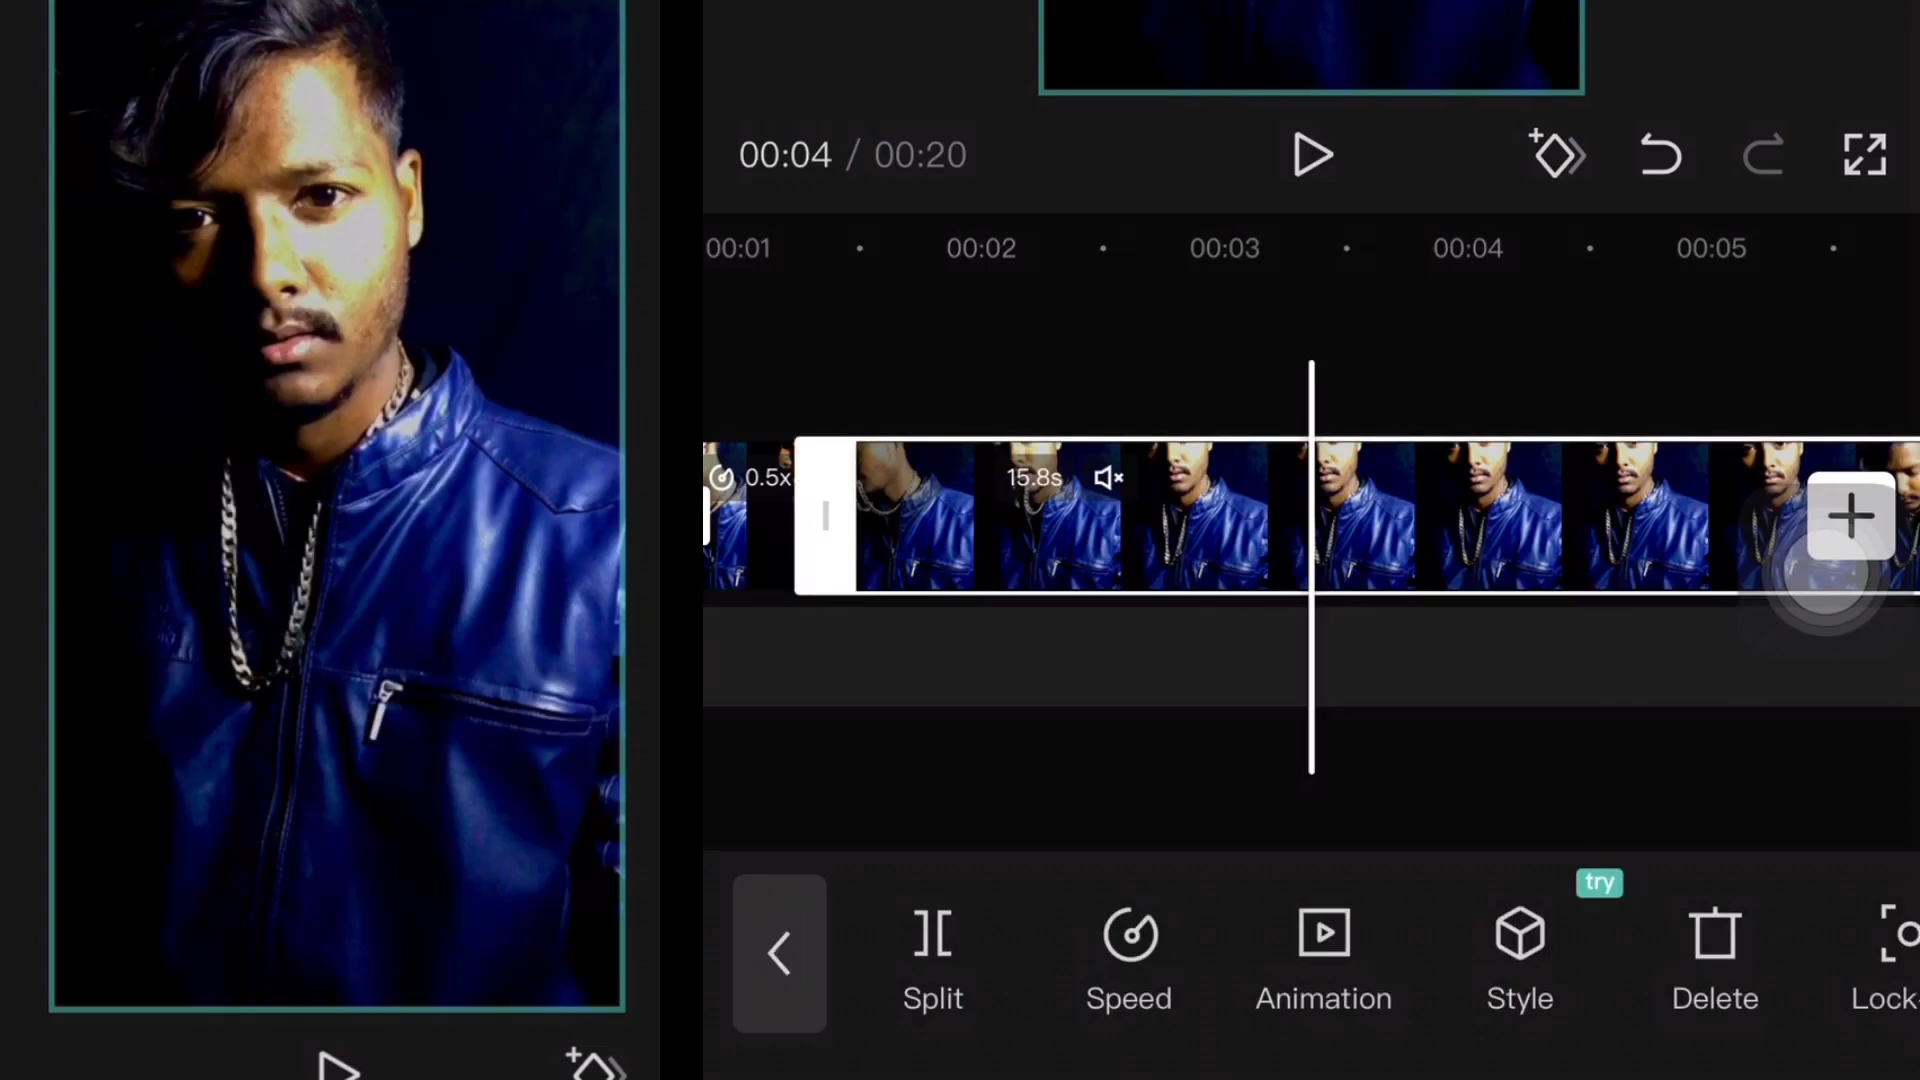 00:04 / 00:20
00:01 00:02 00:03 00:04 00:05
0.5x
15.8s
try
Split Speed Animation Style Delete Lock-